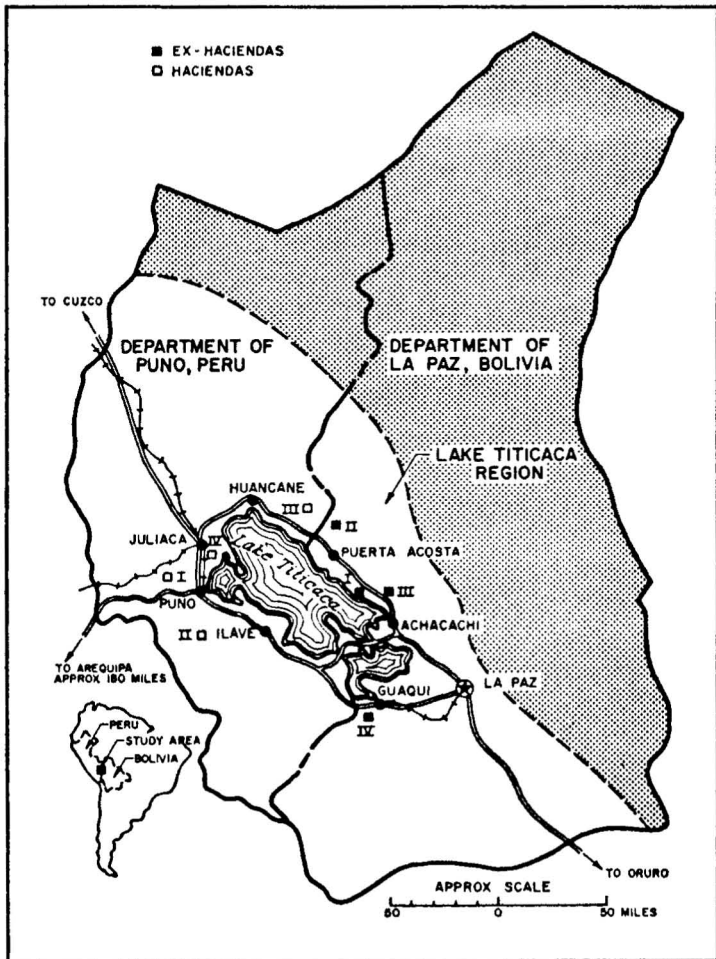 EX-HACIENDAS
HACIENDAS
TO CUZCO
DEPARTMENT OF
PUNO, PERU
DEPARTMENT OF
LA PAZ, BOLIVIA
LAKE TITICACA
REGION
HUANCANE
III
II
JULIACA
IV
Lake Titicaca
PUERTA ACOSTA
I
I
III
PUNO
ACHACACHI
II
ILAVE
TO AREQUIPA
APPROX 180 MILES
GUAQUI
LA PAZ
IV
PERU
STUDY AREA
BOLIVIA
TO ORURO
APPROX SCALE
50 0 50 MILES